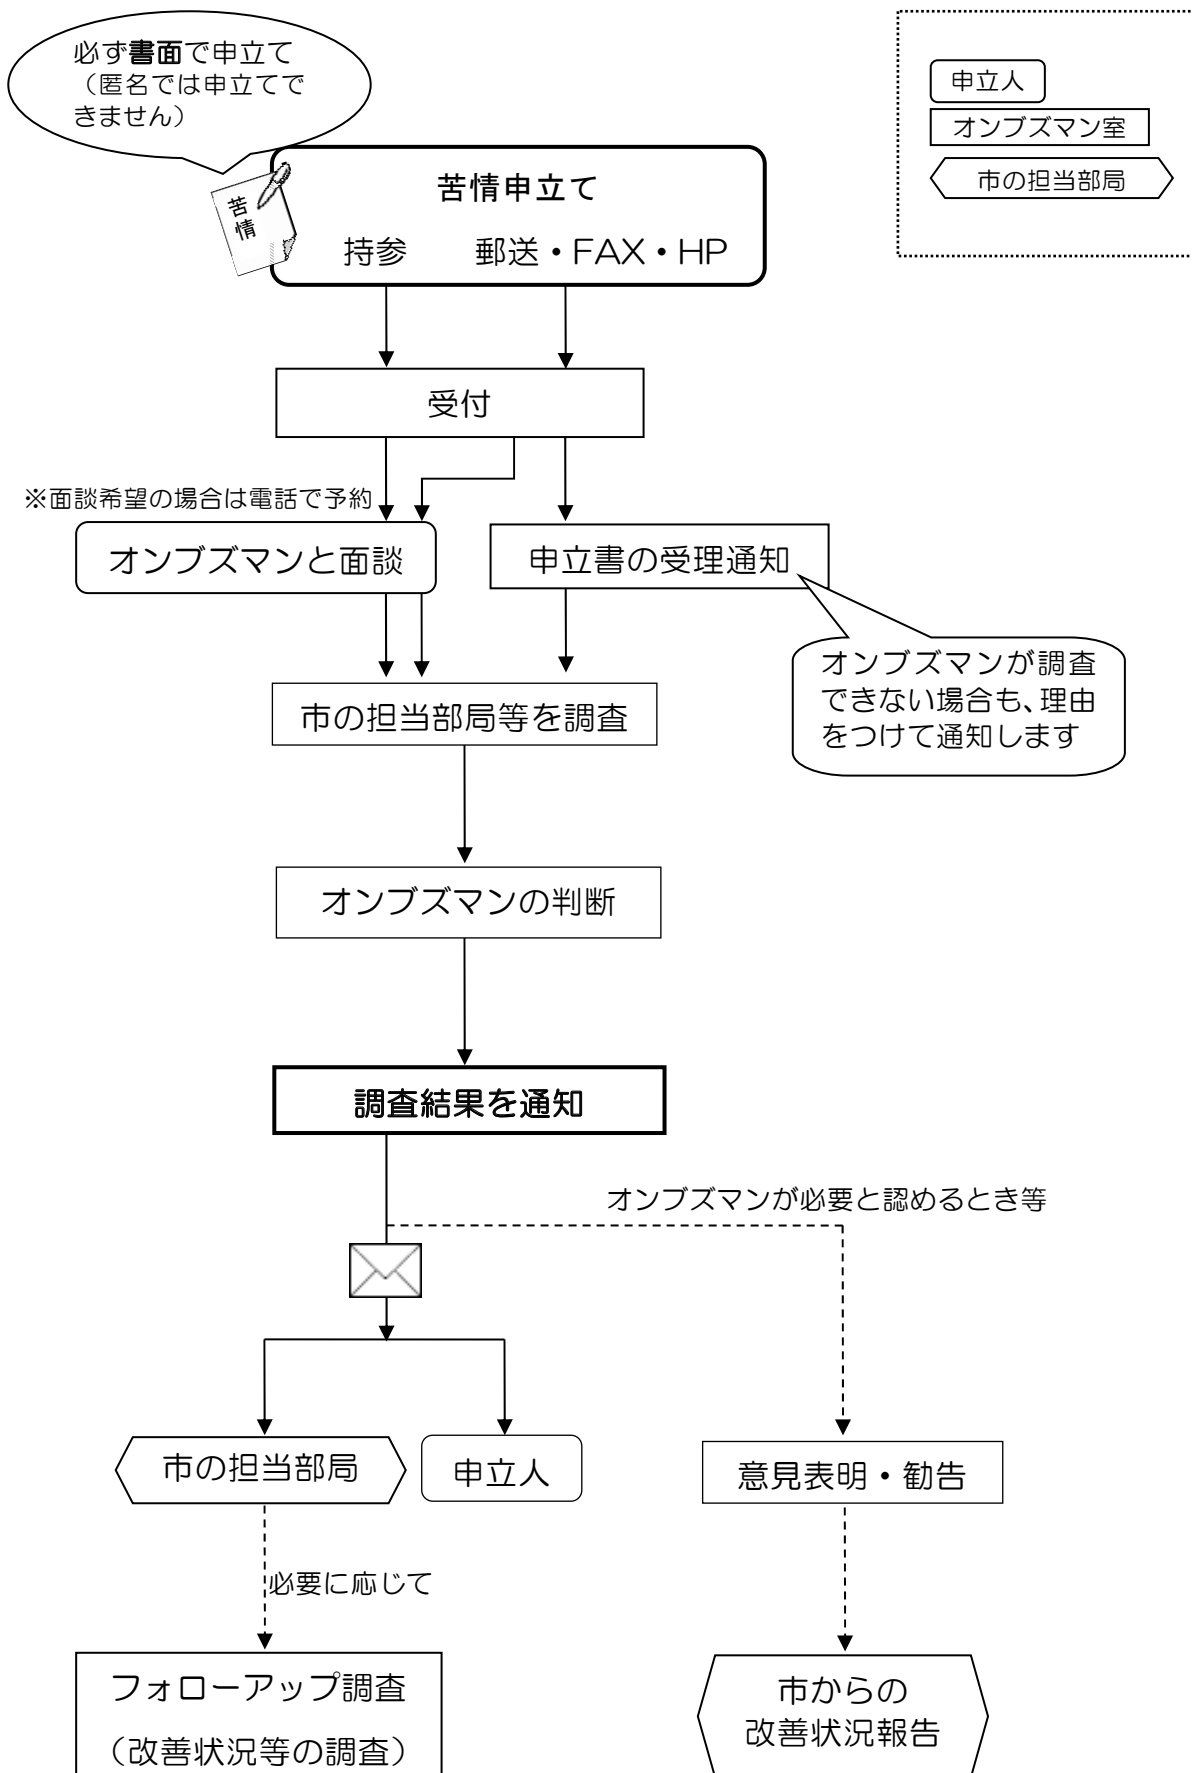 必ず書面で申立て
（匿名では申立てで
きません）
申立人
オンブズマン室
市の担当部局
苦情
苦情申立て
持参　郵送・FAX・HP
受付
※面談希望の場合は電話で予約
オンブズマンと面談
申立書の受理通知
オンブズマンが調査
できない場合も、理由
をつけて通知します
市の担当部局等を調査
オンブズマンの判断
調査結果を通知
オンブズマンが必要と認めるとき等
市の担当部局
申立人
意見表明・勧告
必要に応じて
フォローアップ調査
（改善状況等の調査）
市からの
改善状況報告